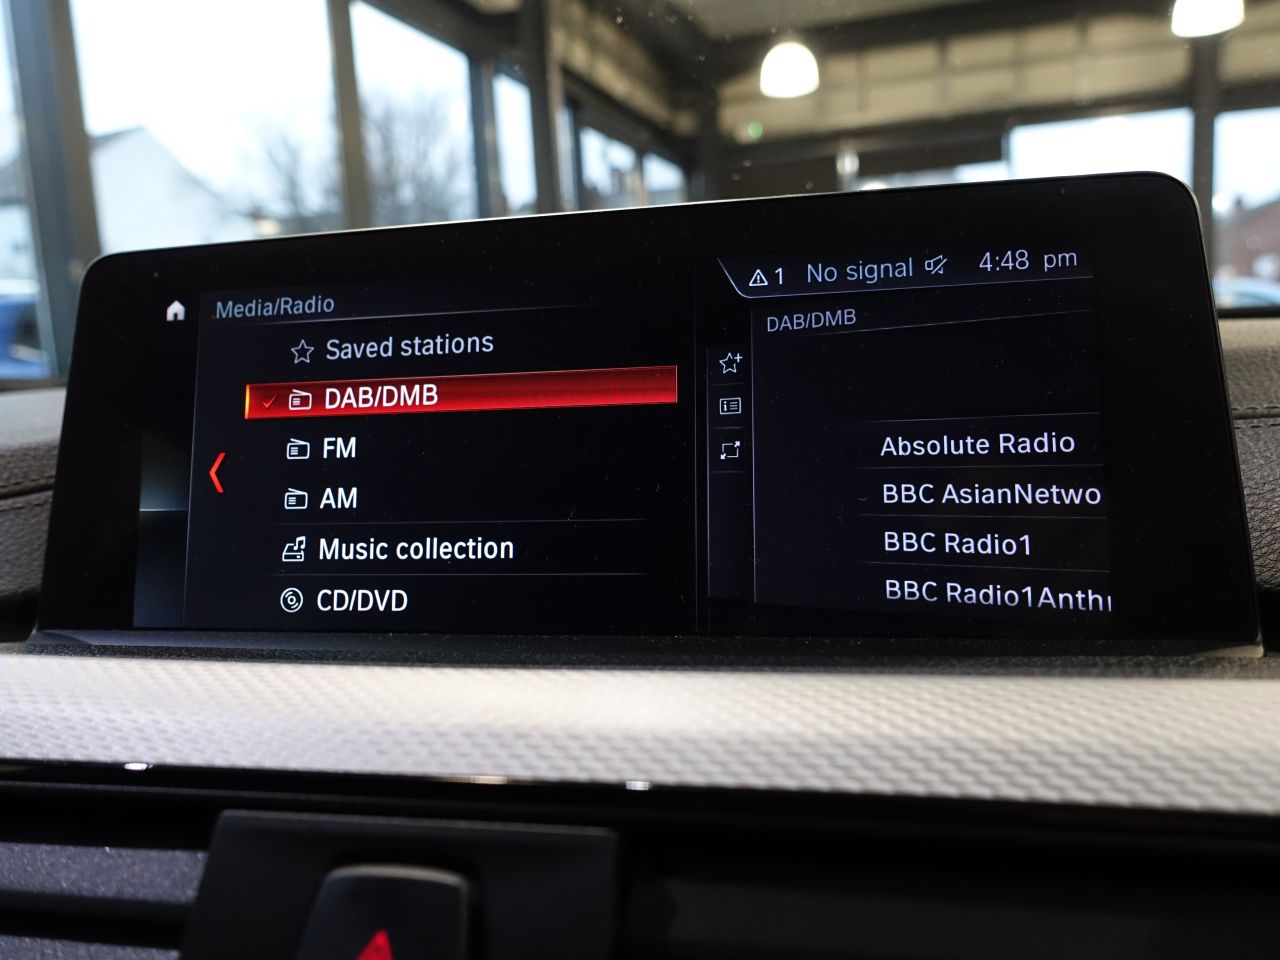 Media/Radio
Saved stations
DAB/DMB
FM
AM
Music collection
CD/DVD
1 No signal 4:48 pm
DAB/DMB
Absolute Radio
BBC AsianNetwo
BBC Radio1
BBC Radio1Anth